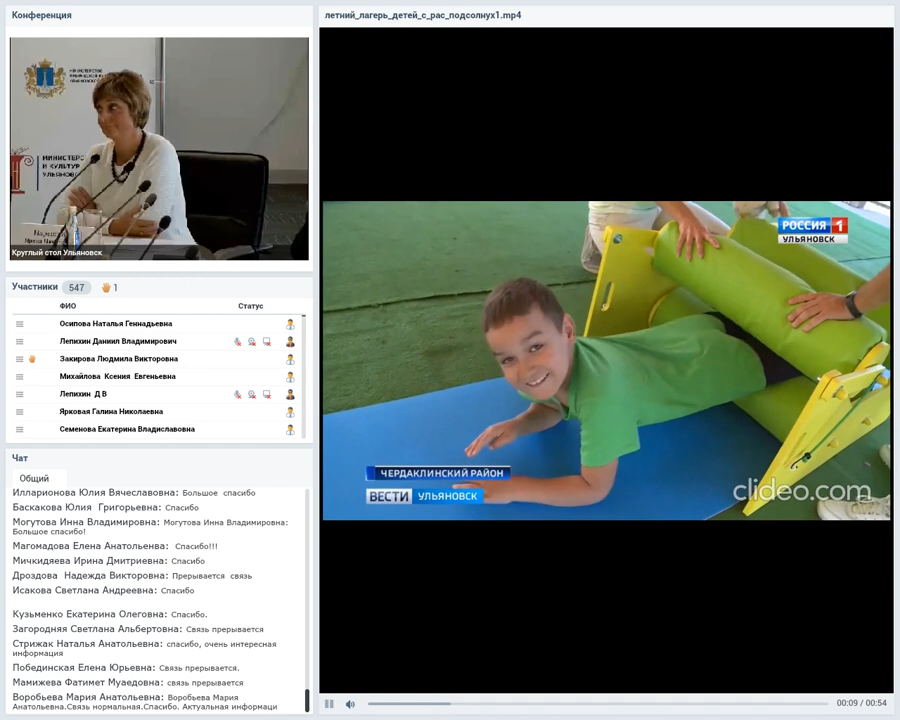 Конференция
МИНИСТЕРС
И КУЛЬТУР
УЛЬЯНОВСК
Круглый стол Ульяновск
Участники 547 1
ФИО Статус
Осипова Наталья Геннадьевна
Лепихин Даниил Владимирович
Закирова Людмила Викторовна
Михайлова Ксения Евгеньевна
Лепихин Д В
Ярковая Галина Николаевна
Семенова Екатерина Владиславовна
Чат
Общий
Илларионова Юлия Вячеславовна: Большое спасибо
Баскакова Юлия Григорьевна: Спасибо
Могутова Инна Владимировна: Могутова Инна Владимировна:
Большое спасибо!
Магомадова Елена Анатольенва: Спасибо!!!
Мичкидяева Ирина Дмитриевна: Спасибо
Дроздова Надежда Викторовна: Прерывается связь
Исакова Светлана Андреевна: Спасибо
Кузьменко Екатерина Олеговна: Спасибо.
Загородняя Светлана Альбертовна: Связь прерывается
Стрижак Наталья Анатольевна: спасибо, очень интересная
информация
Побединская Елена Юрьевна: Связь прерывается.
Мамижева Фатимет Муаедовна: связь прерывается
Воробьева Мария Анатольевна: Воробьева Мария
Анатольевна.Связь нормальная.Спасибо. Актуальная информаци
летний_лагерь_детей_с_рас_подсолнух1.mp4
РОССИЯ 1
УЛЬЯНОВСК
ЧЕРДАКЛИНСКИЙ РАЙОН
ВЕСТИ УЛЬЯНОВСК
clideo.com
00:09 / 00:54